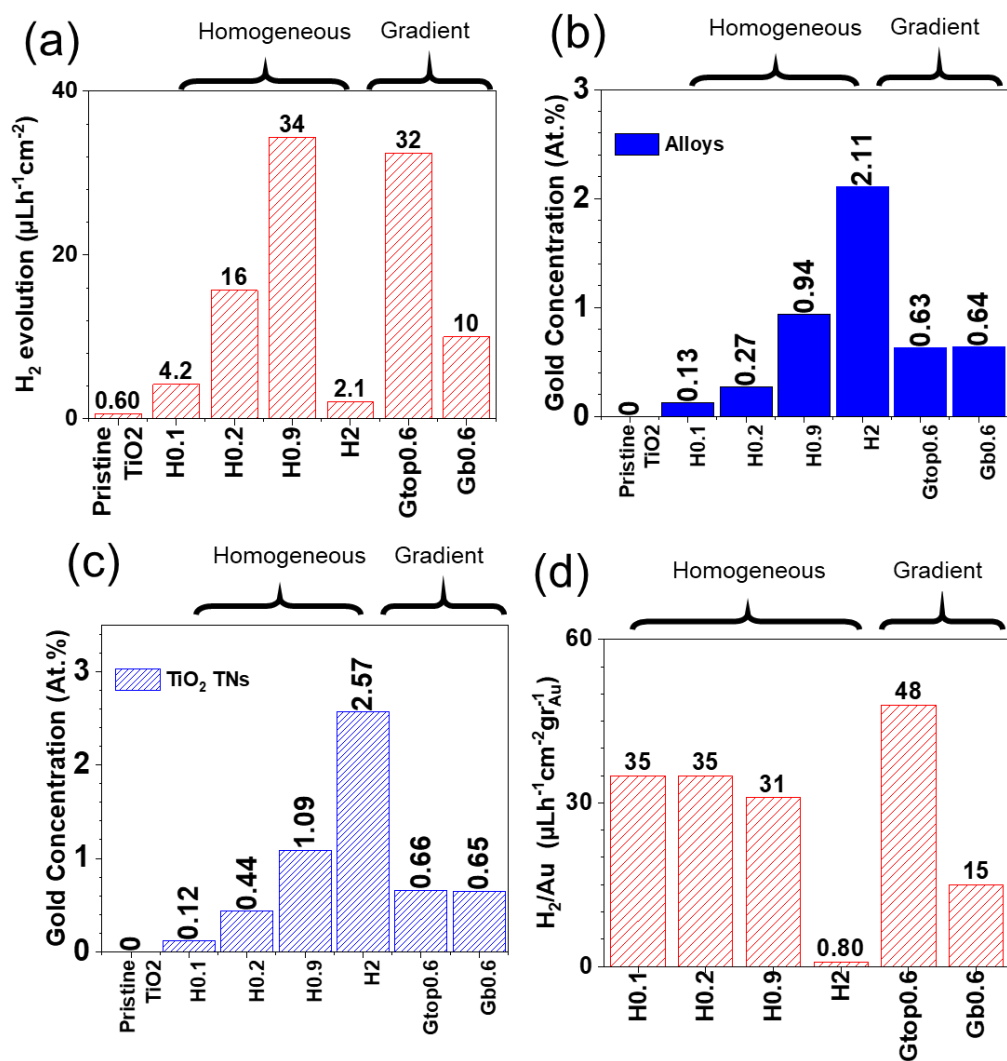 (a)
Homogeneous Gradient
H₂ evolution (µLh⁻¹cm⁻²)
40
20
0
0.60
4.2
16
34
2.1
32
10
Pristine
TiO2
H0.1
H0.2
H0.9
H2
Gtop0.6
Gb0.6
(b)
Homogeneous Gradient
Gold Concentration (At.%)
3
2
1
0
Alloys
0
0.13
0.27
0.94
2.11
0.63
0.64
Pristine
TiO2
H0.1
H0.2
H0.9
H2
Gtop0.6
Gb0.6
(c)
Homogeneous Gradient
Gold Concentration (At.%)
3
2
1
0
TiO₂ TNs
0
0.12
0.44
1.09
2.57
0.66
0.65
Pristine
TiO2
H0.1
H0.2
H0.9
H2
Gtop0.6
Gb0.6
(d)
Homogeneous Gradient
H₂/Au (µLh⁻¹cm⁻²gr⁻¹Au)
60
30
0
35
35
31
0.80
48
15
H0.1
H0.2
H0.9
H2
Gtop0.6
Gb0.6